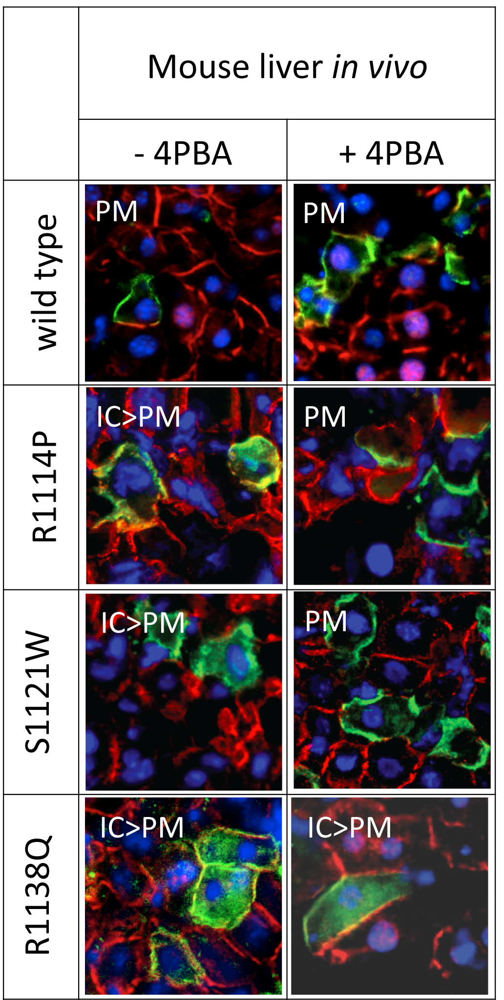 Mouse liver in vivo
- 4PBA
+ 4PBA
wild type
PM
PM
R1114P
IC>PM
PM
S1121W
IC>PM
PM
R1138Q
IC>PM
IC>PM